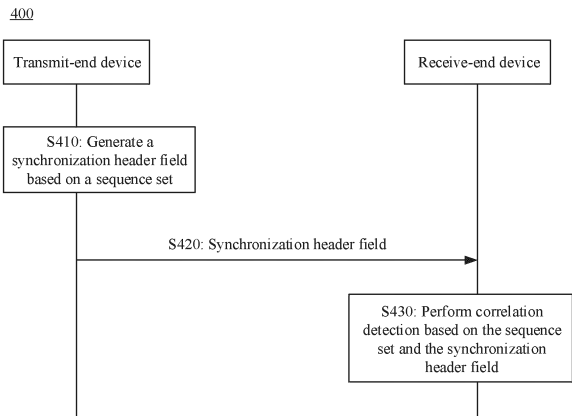 400
Transmit-end device
Receive-end device
S410: Generate a
synchronization header field
based on a sequence set
S420: Synchronization header field
S430: Perform correlation
detection based on the sequence
set and the synchronization
header field